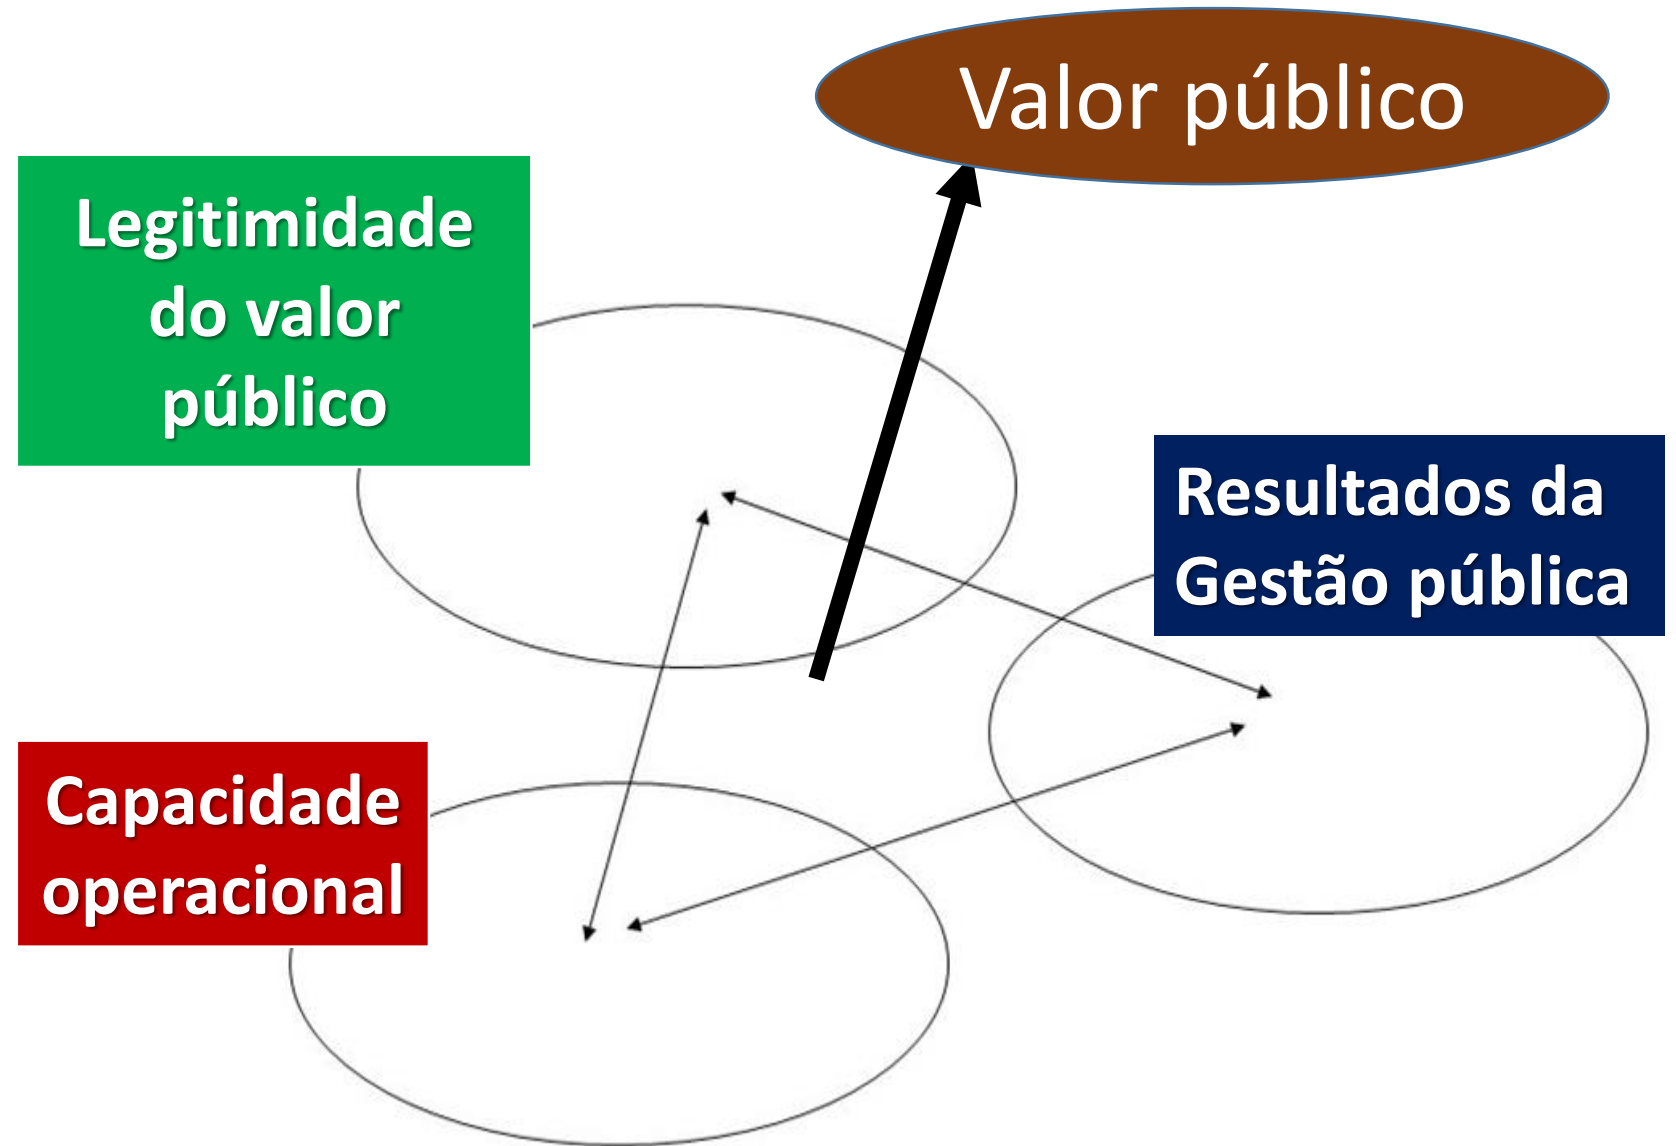 Valor público
Legitimidade
do valor
público
Resultados da
Gestão pública
Capacidade
operacional